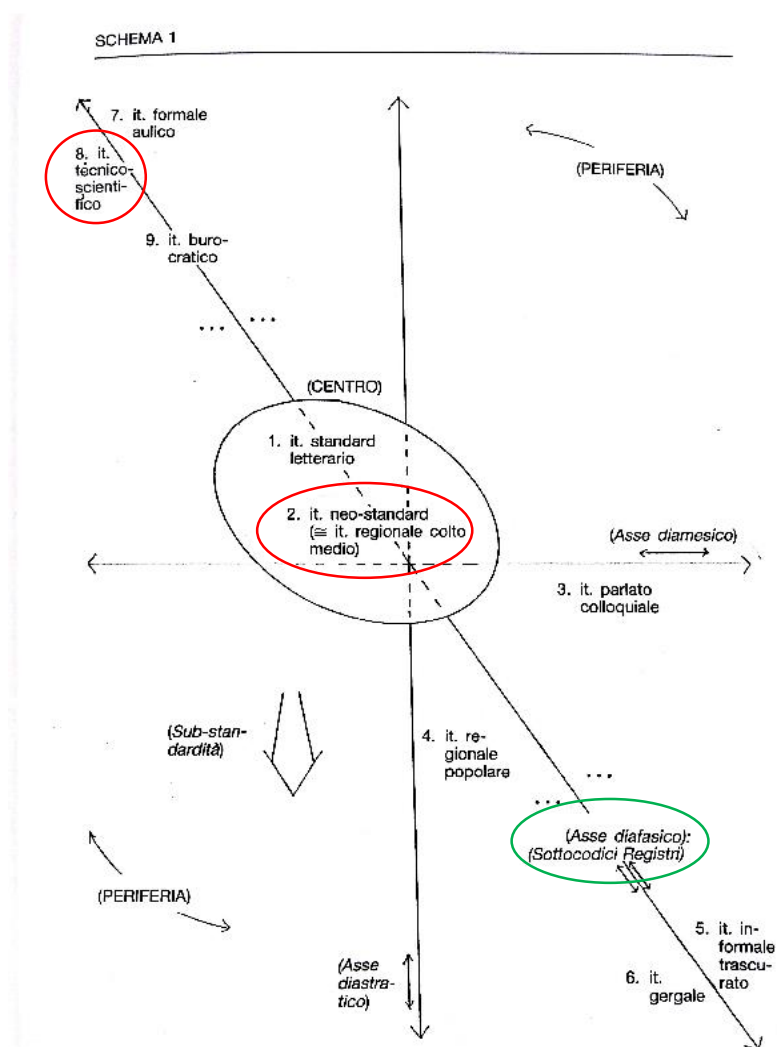 SCHEMA 1
7. it. formale
aulico
8. it.
tecnico-
scienti-
fico
(PERIFERIA)
9. it. buro-
cratico
... ...
(CENTRO)
1. it. standard
letterario
2. it. neo-standard
(≅ it. regionale colto
medio)
(Asse diamesico)
3. it. parlato
colloquiale
(Sub-stan-
dardità)
4. it. re-
gionale
popolare
... ...
(Asse diafasico):
(Sottocodici Registri)
(PERIFERIA)
5. it. in-
formale
trascu-
rato
(Asse
diastra-
tico)
6. it.
gergale